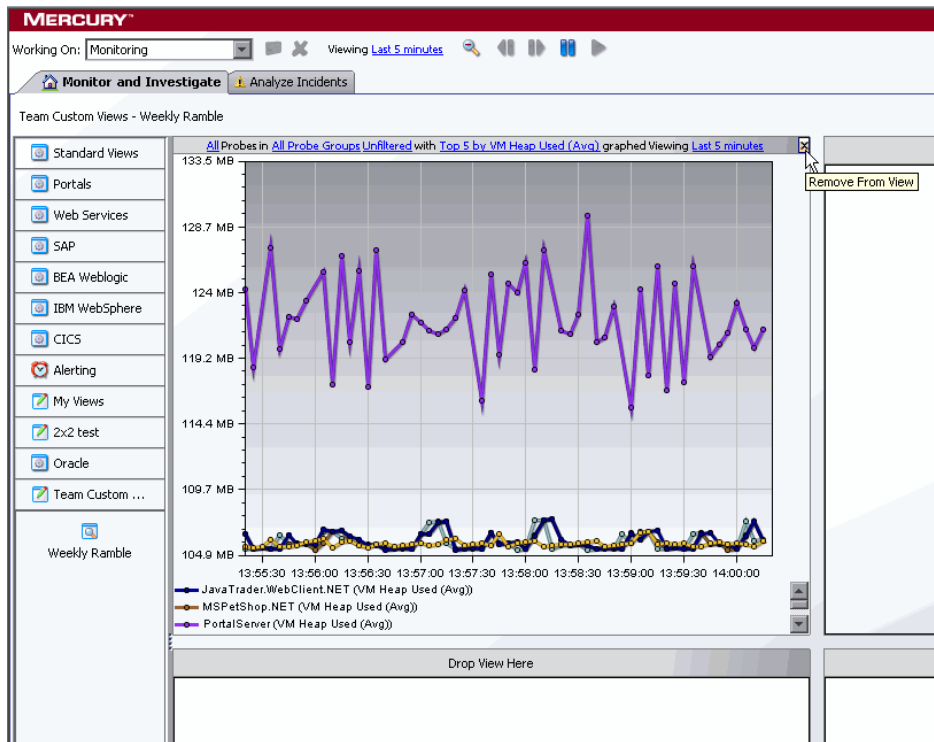 MERCURY™
Working On: Monitoring Viewing Last 5 minutes
Monitor and Investigate Analyze Incidents
Team Custom Views - Weekly Ramble
Standard Views
Portals
Web Services
SAP
BEA Weblogic
IBM WebSphere
CICS
Alerting
My Views
2x2 test
Oracle
Team Custom ...
Weekly Ramble
All Probes in All Probe Groups Unfiltered with Top 5 by VM Heap Used (Avg) graphed Viewing Last 5 minutes
Remove From View
133.5 MB
128.7 MB
124 MB
119.2 MB
114.4 MB
109.7 MB
104.9 MB
13:55:30 13:56:00 13:56:30 13:57:00 13:57:30 13:58:00 13:58:30 13:59:00 13:59:30 14:00:00
JavaTrader.WebClient.NET (VM Heap Used (Avg))
MSPetShop.NET (VM Heap Used (Avg))
PortalServer (VM Heap Used (Avg))
Drop View Here